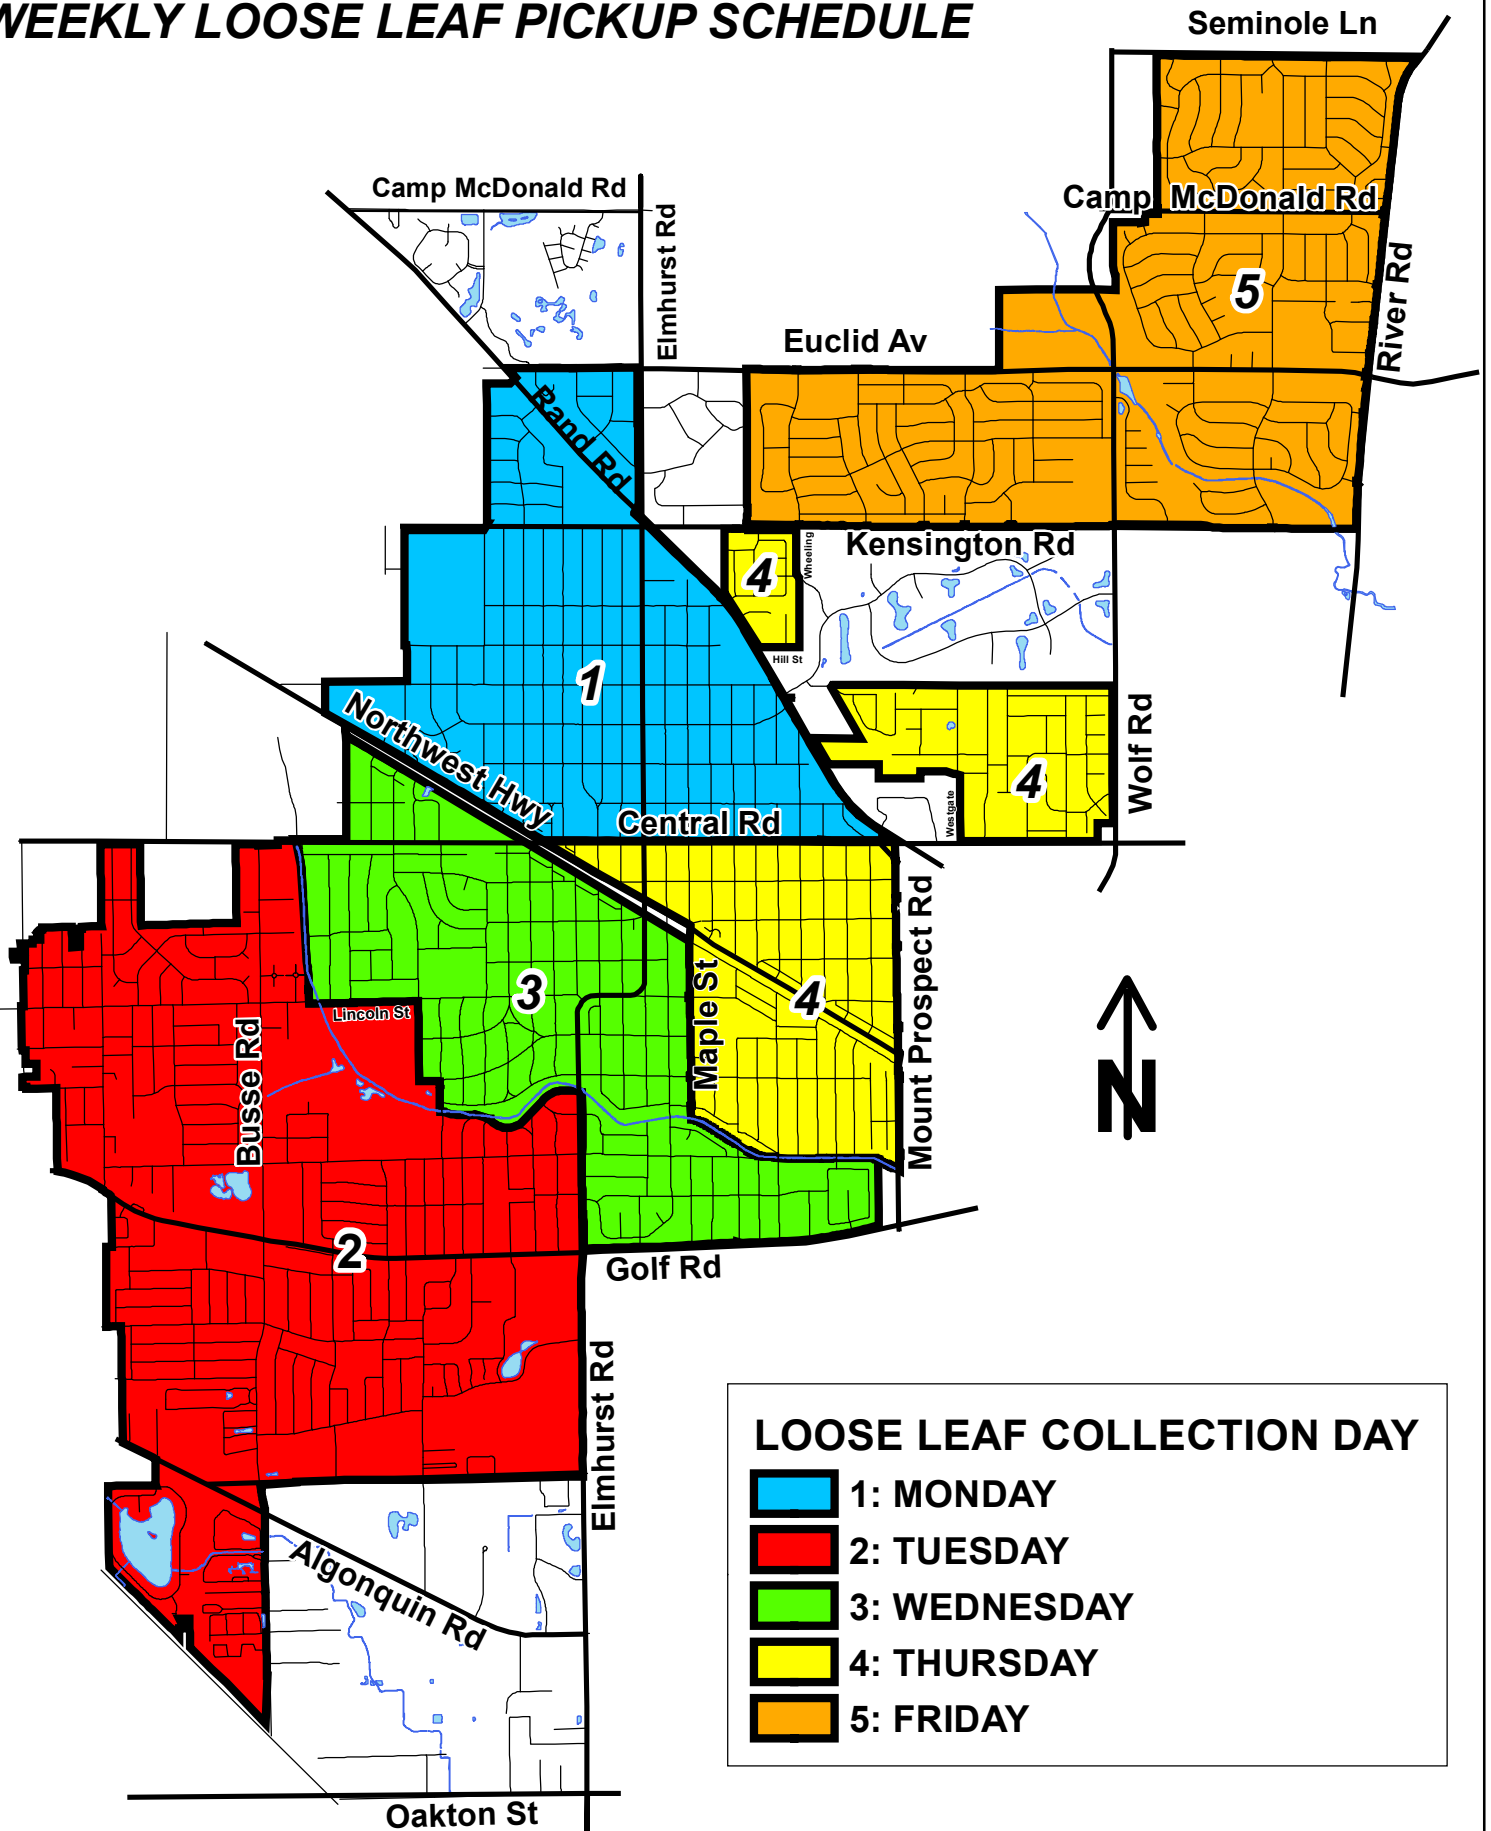 WEEKLY LOOSE LEAF PICKUP SCHEDULE
Seminole Ln
Camp McDonald Rd
Camp McDonald Rd
Elmhurst Rd
River Rd
5
Euclid Av
Rand Rd
Kensington Rd
Wheeling
4
Hill St
1
Northwest Hwy
Wolf Rd
4
Westgate
Central Rd
Mount Prospect Rd
Maple St
3
4
Lincoln St
Busse Rd
N
2
Golf Rd
Elmhurst Rd
LOOSE LEAF COLLECTION DAY
1: MONDAY
2: TUESDAY
3: WEDNESDAY
4: THURSDAY
5: FRIDAY
Algonquin Rd
Oakton St